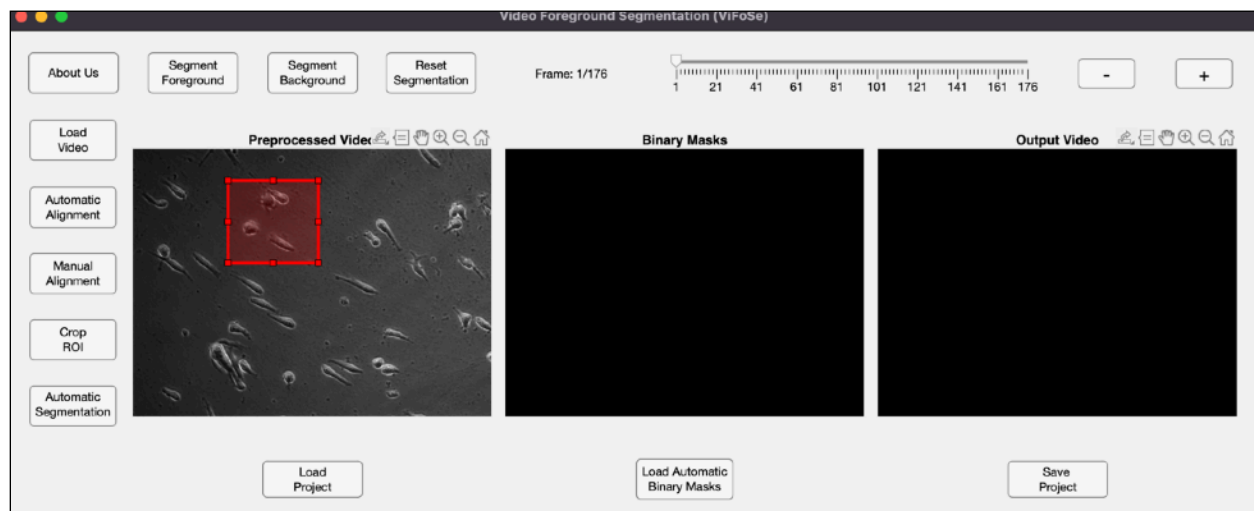 Video Foreground Segmentation (ViFoSe)
About Us
Segment
Foreground
Segment
Background
Reset
Segmentation
Frame: 1/176
1 21 41 61 81 101 121 141 161 176
-
+
Load
Video
Automatic
Alignment
Manual
Alignment
Crop
ROI
Automatic
Segmentation
Preprocessed Video
Binary Masks
Output Video
Load
Project
Load Automatic
Binary Masks
Save
Project